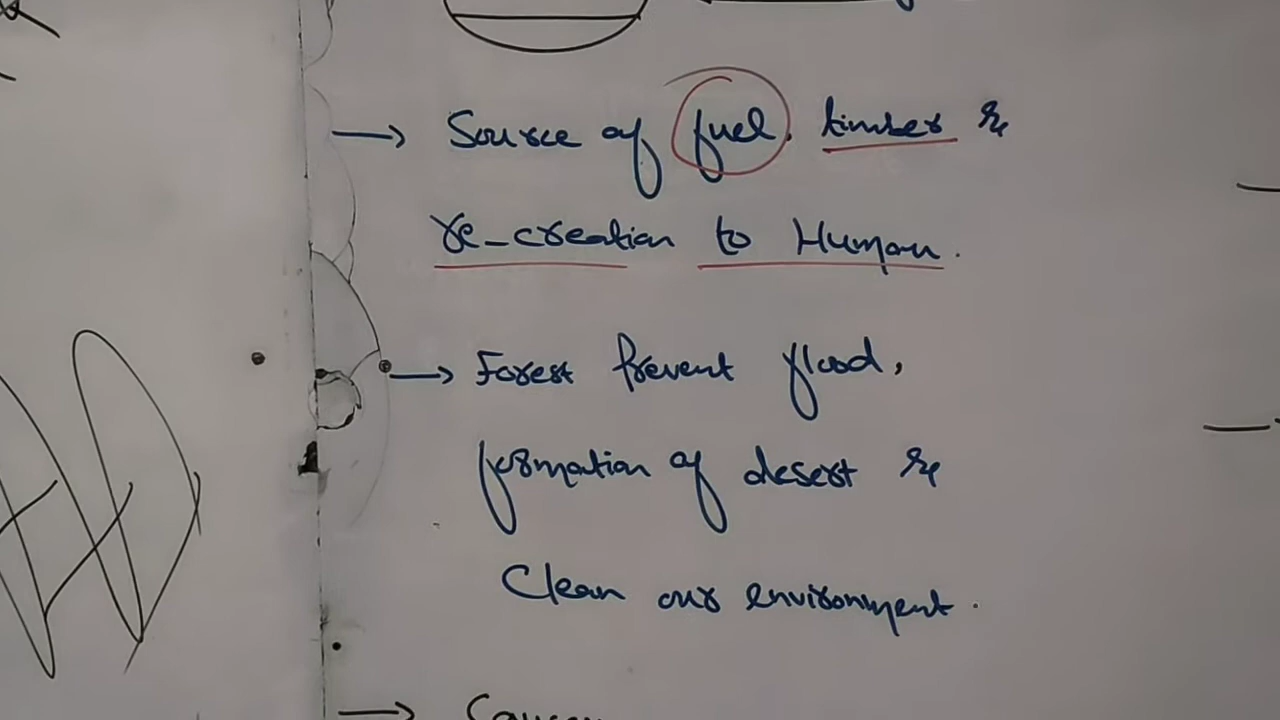 → Source of fuel, timber &
re-creation to Human.
→ Forest prevent flood,
formation of desert &
Clean our environment.
→